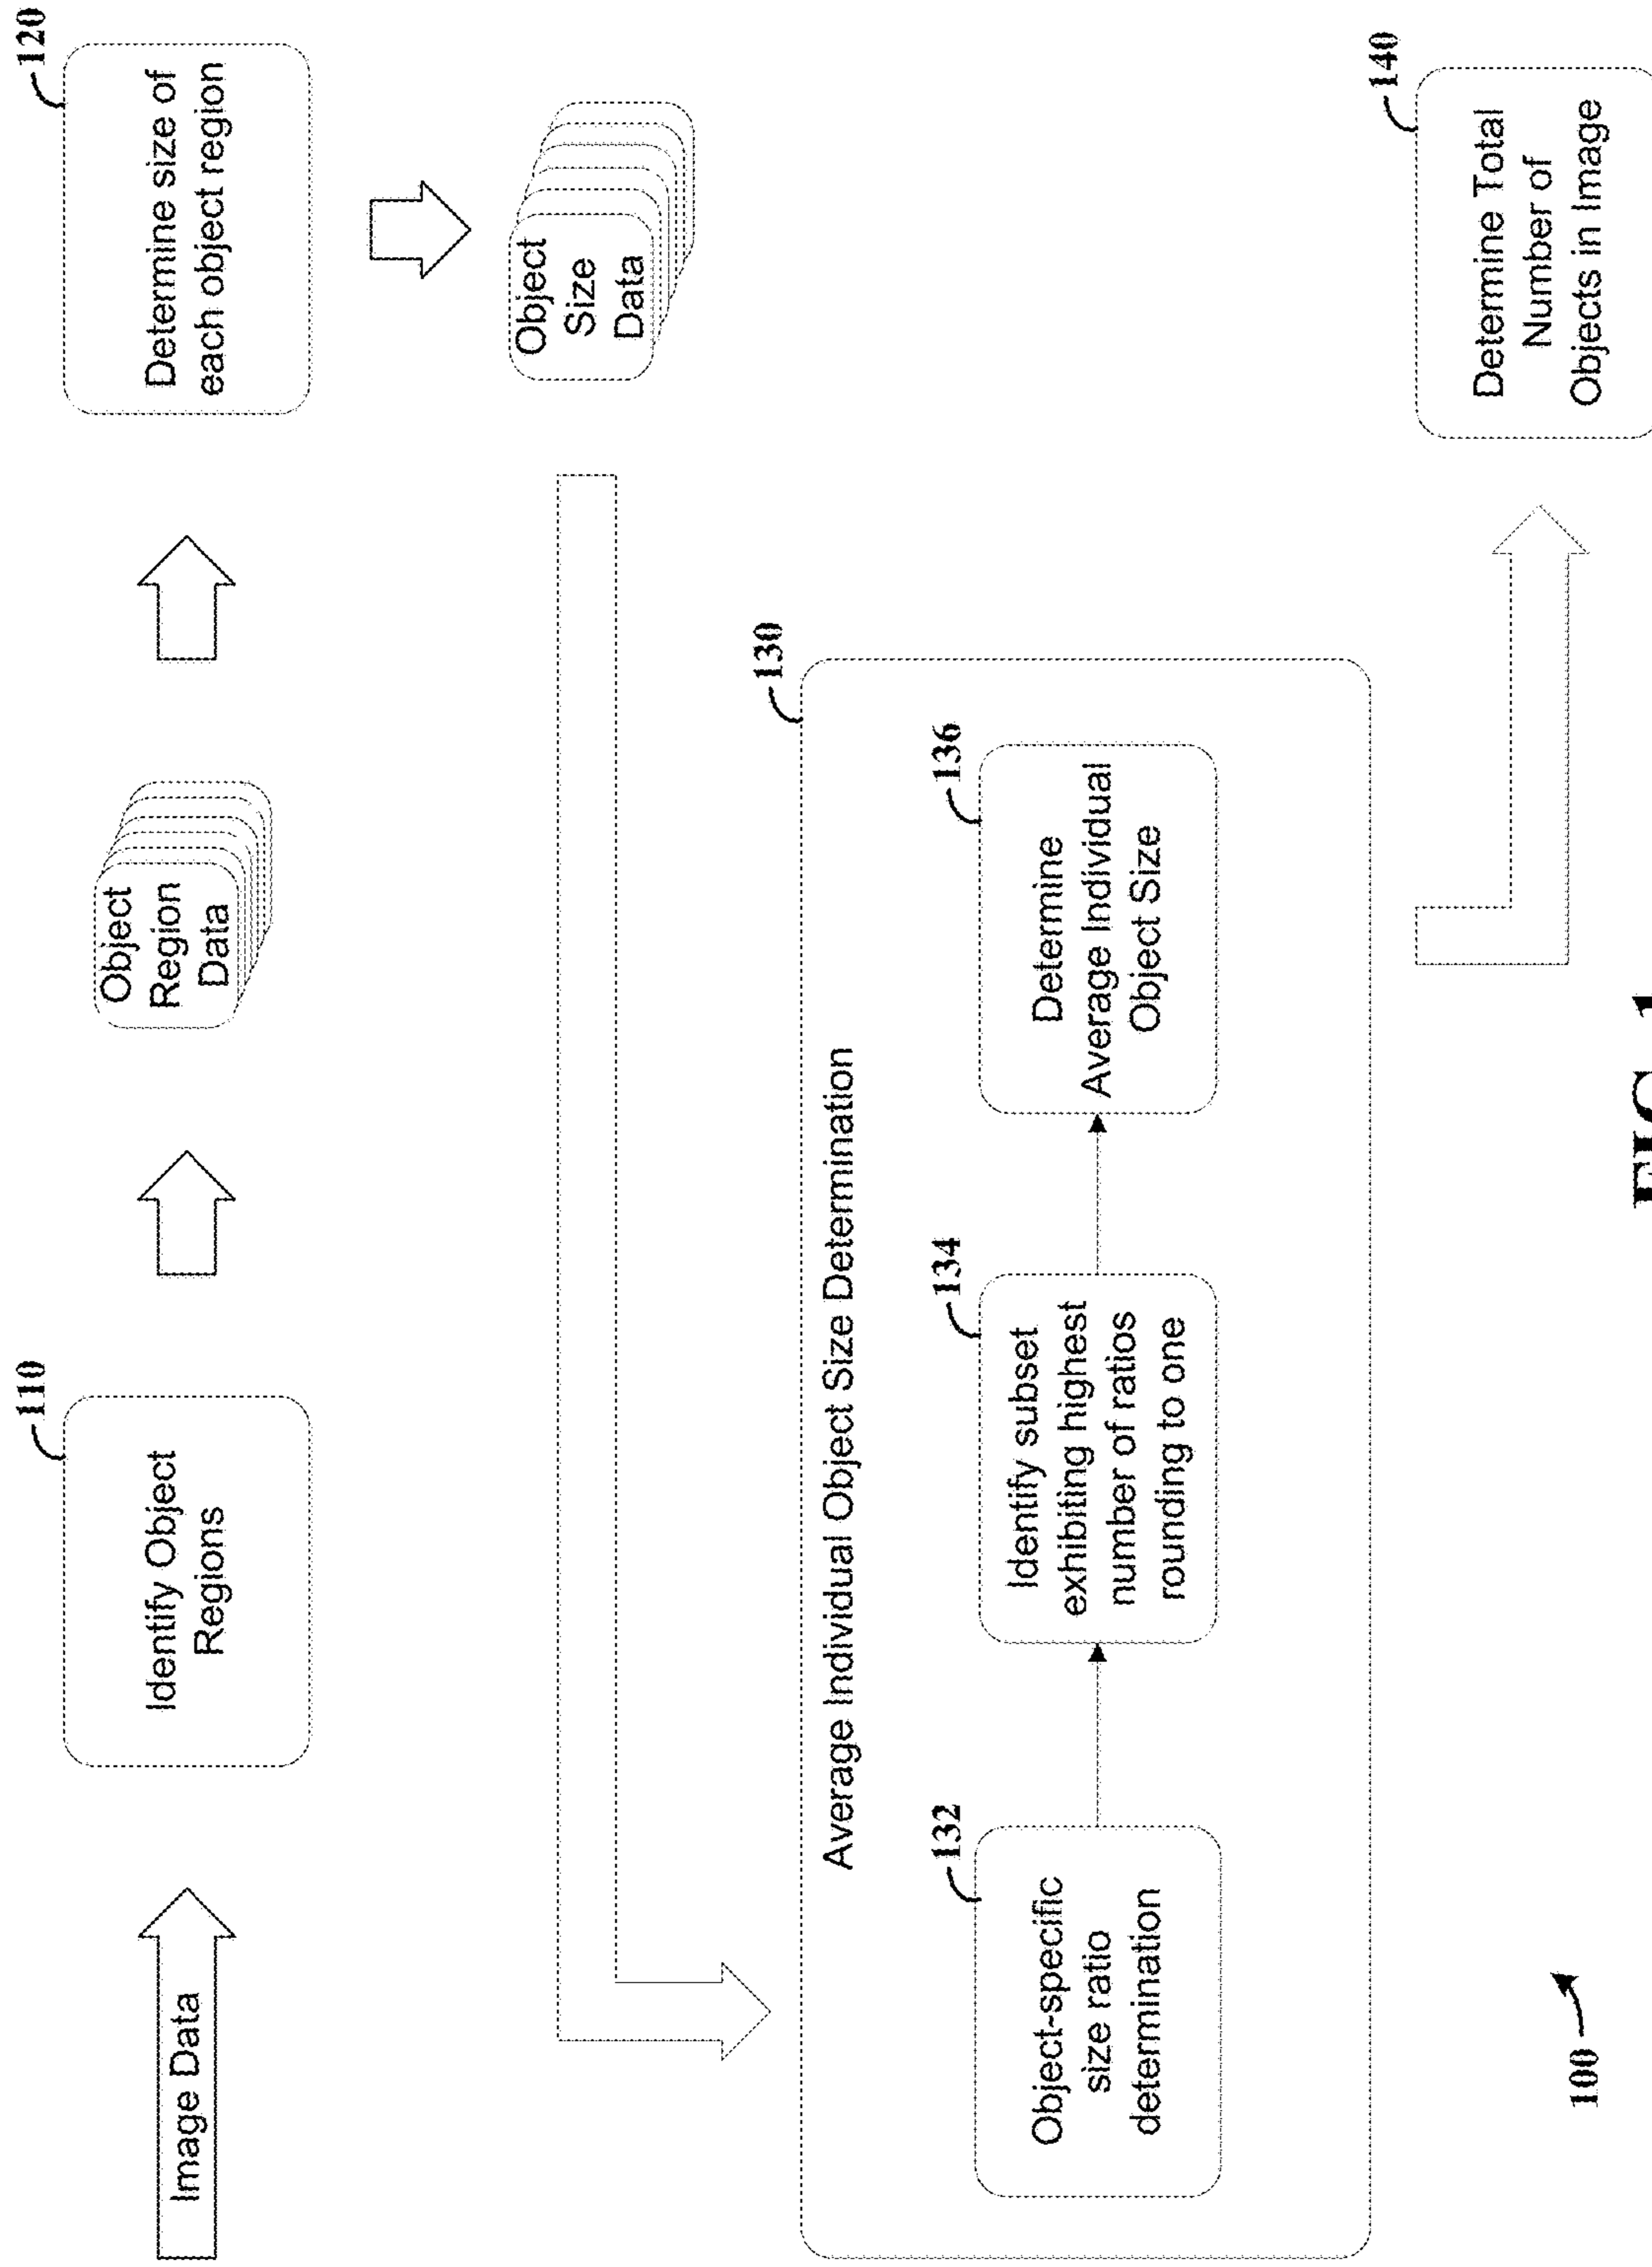 Image Data
110
Identify Object
Regions
Object
Region
Data
120
Determine size of
each object region
Object
Size
Data
130
Average Individual Object Size Determination
132
Object-specific
size ratio
determination
134
Identify subset
exhibiting highest
number of ratios
rounding to one
136
Determine
Average Individual
Object Size
140
Determine Total
Number of
Objects in Image
100
FIG. 1